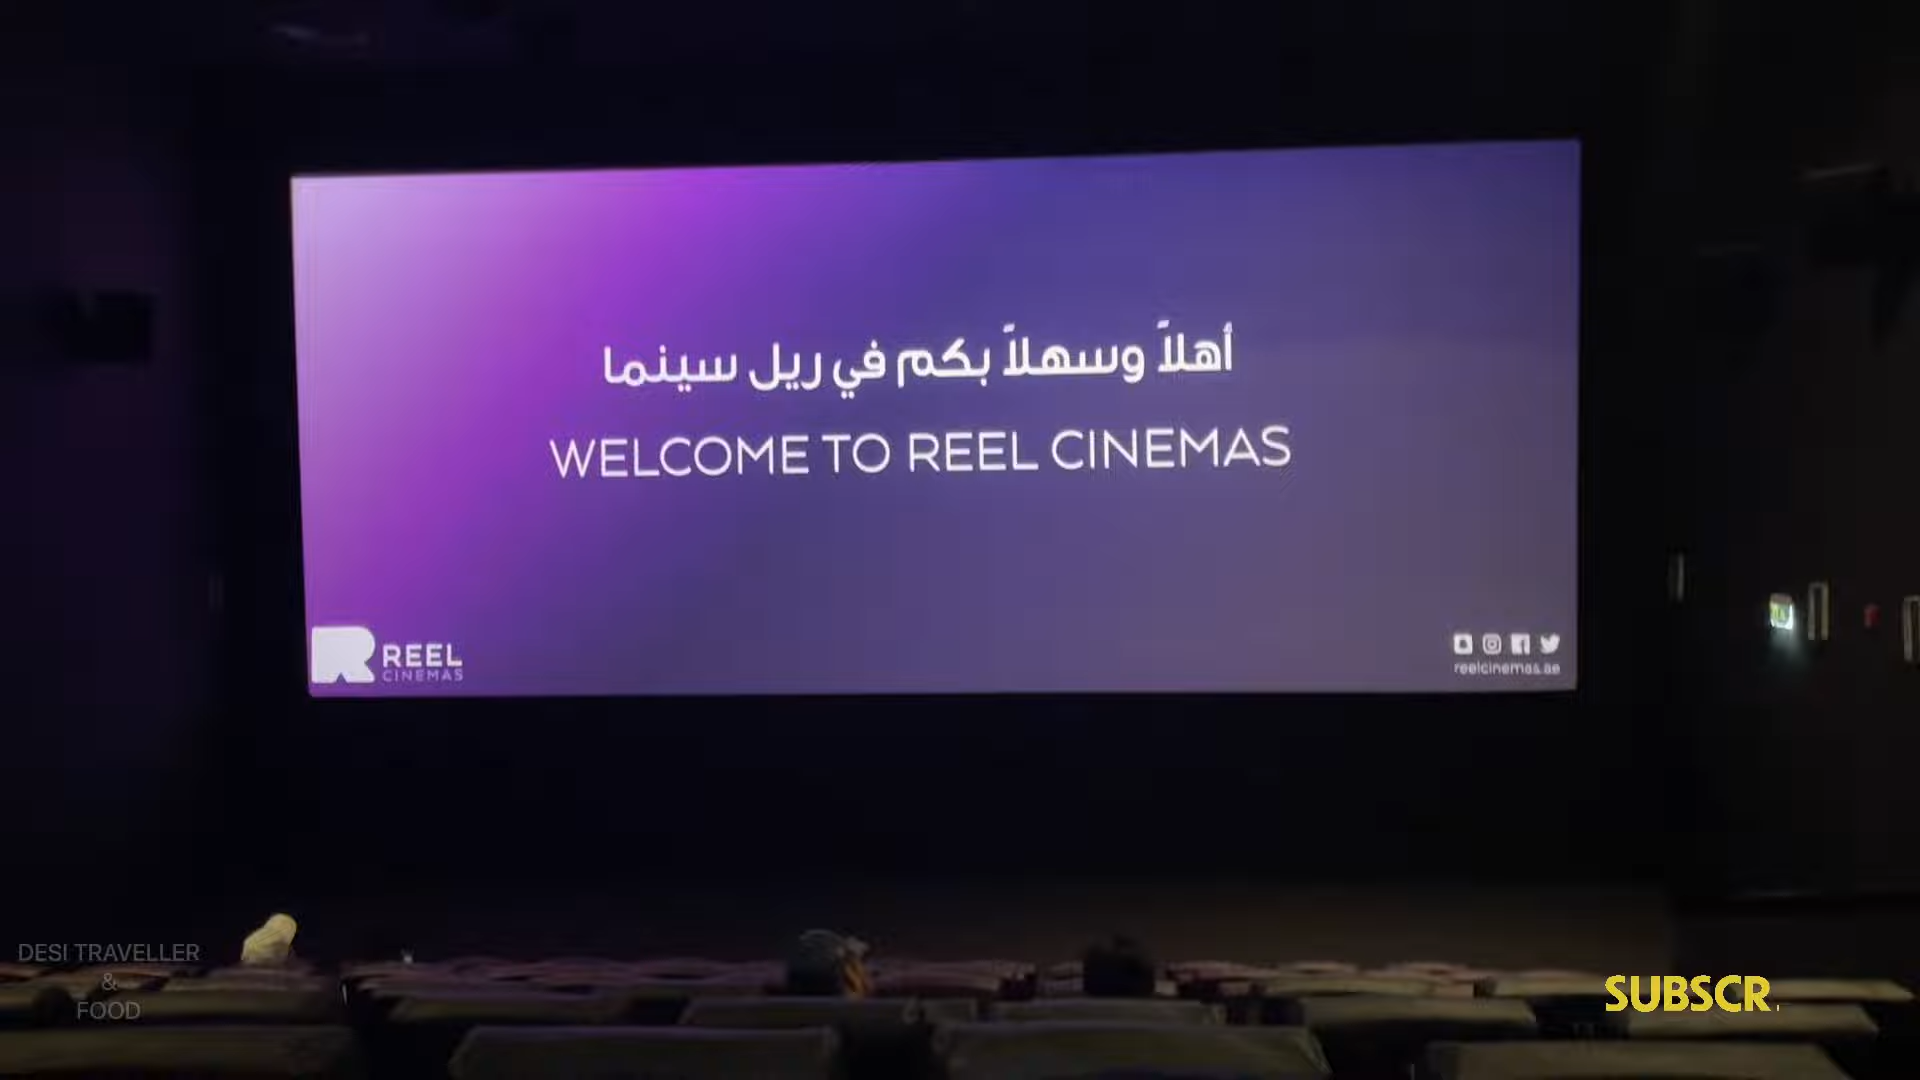 أهلاً وسهلاً بكم في ريل سينما
WELCOME TO REEL CINEMAS
REEL
CINEMAS
reelcinemas.ae
DESI TRAVELLER
&
FOOD
SUBSCR